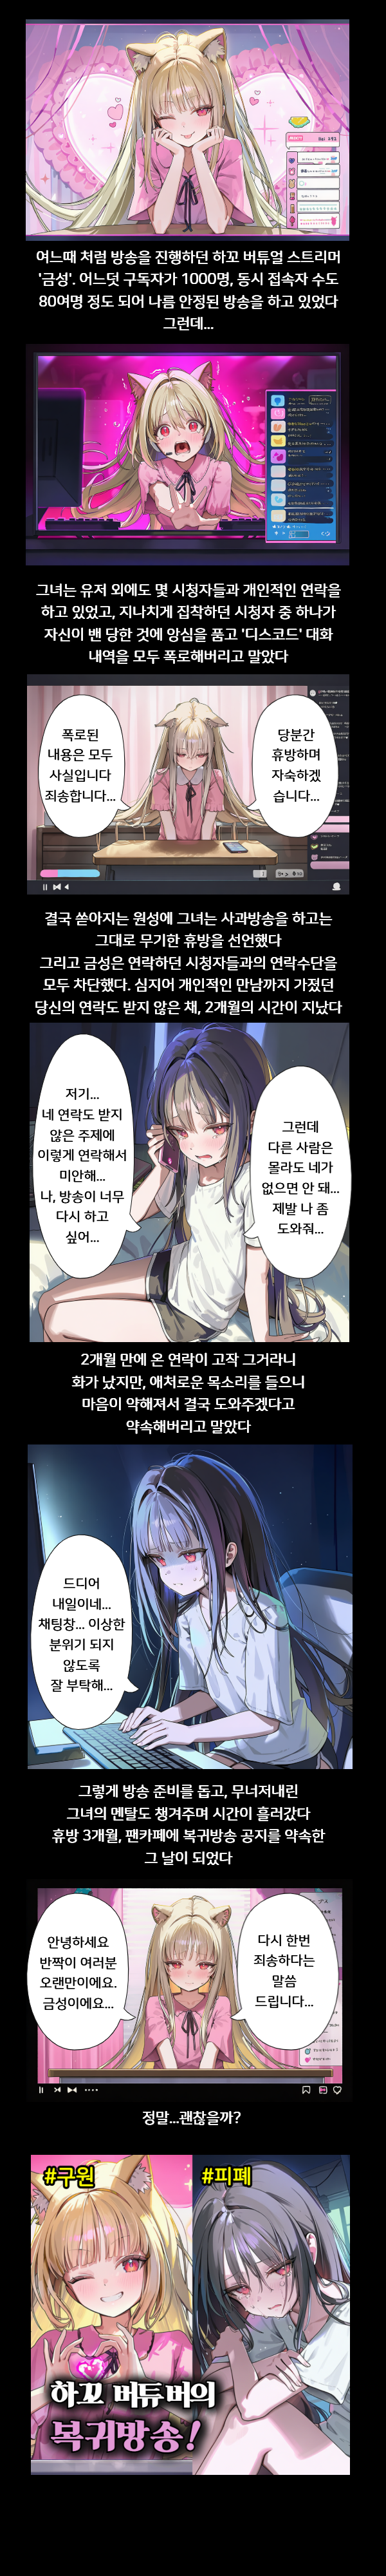 여느때 처럼 방송을 진행하던 하꼬 버튜얼 스트리머
'금성'. 어느덧 구독자가 1000명, 동시 접속자 수도
80여명 정도 되어 나름 안정된 방송을 하고 있었다
그런데...
그녀는 유저 외에도 몇 시청자들과 개인적인 연락을
하고 있었고, 지나치게 집착하던 시청자 중 하나가
자신이 밴 당한 것에 앙심을 품고 '디스코드' 대화
내역을 모두 폭로해버리고 말았다
폭로된
내용은 모두
사실입니다
죄송합니다...
당분간
휴방하며
자숙하겠
습니다...
결국 쏟아지는 원성에 그녀는 사과방송을 하고는
그대로 무기한 휴방을 선언했다
그리고 금성은 연락하던 시청자들과의 연락수단을
모두 차단했다. 심지어 개인적인 만남까지 가졌던
당신의 연락도 받지 않은 채, 2개월의 시간이 지났다
저기...
네 연락도 받지
않은 주제에
이렇게 연락해서
미안해...
나, 방송이 너무
다시 하고
싶어...
그런데
다른 사람은
몰라도 네가
없으면 안 돼...
제발 나 좀
도와줘...
2개월 만에 온 연락이 고작 그거라니
화가 났지만, 애처로운 목소리를 들으니
마음이 약해져서 결국 도와주겠다고
약속해버리고 말았다
드디어
내일이네...
채팅창... 이상한
분위기 되지
않도록
잘 부탁해...
그렇게 방송 준비를 돕고, 무너저내린
그녀의 멘탈도 챙겨주며 시간이 흘러갔다
휴방 3개월, 팬카페에 복귀방송 공지를 약속한
그 날이 되었다
안녕하세요
반짝이 여러분
오랜만이에요.
금성이에요...
다시 한번
죄송하다는
말씀
드립니다...
정말...괜찮을까?
#구원
#피폐
하꼬 버튜버의
복귀방송!